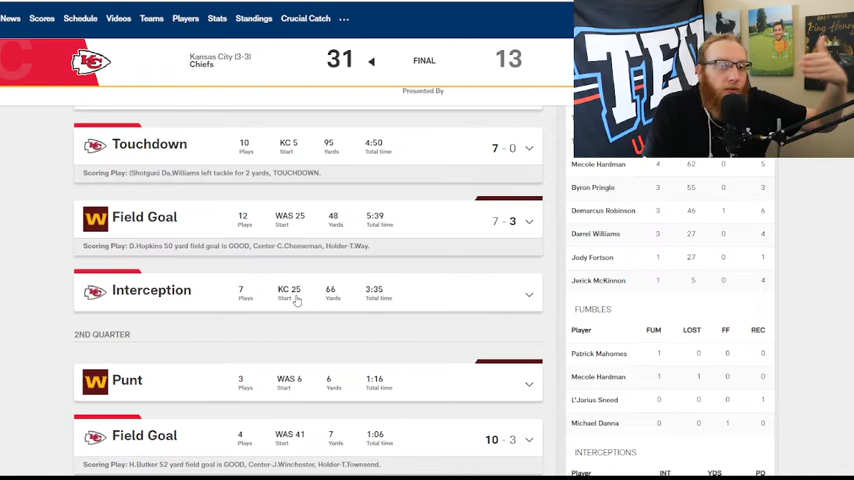 News Scores Schedule Videos Teams Players Stats Standings Crucial Catch ...
Kansas City (3-3)
Chiefs
31
FINAL
13
Presented By
Touchdown
10 KC 5 95 4:50
Plays Start Yards Total time
7 - 0
Scoring Play: (Shotgun) Da.Williams left tackle for 2 yards, TOUCHDOWN.
Field Goal
12 WAS 25 48 5:39
Plays Start Yards Total time
7 - 3
Scoring Play: D.Hopkins 50 yard field goal is GOOD, Center-C.Cheeseman, Holder-T.Way.
Interception
7 KC 25 66 3:35
Plays Start Yards Total time
2ND QUARTER
Punt
3 WAS 6 6 1:16
Plays Start Yards Total time
Field Goal
4 WAS 41 7 1:06
Plays Start Yards Total time
10 - 3
Scoring Play: H.Butker 52 yard field goal is GOOD, Center-J.Winchester, Holder-T.Townsend.
Mecole Hardman 4 62 0 5
Byron Pringle 3 55 0 3
Demarcus Robinson 3 46 1 6
Darrel Williams 3 27 0 4
Jody Fortson 1 27 0 1
Jerick McKinnon 1 5 0 4
FUMBLES
Player FUM LOST FF REC
Patrick Mahomes 1 0 0 0
Mecole Hardman 1 1 0 0
L'Jarius Sneed 0 0 0 1
Michael Danna 0 0 1 0
INTERCEPTIONS
Player INT YDS PD
King Henry